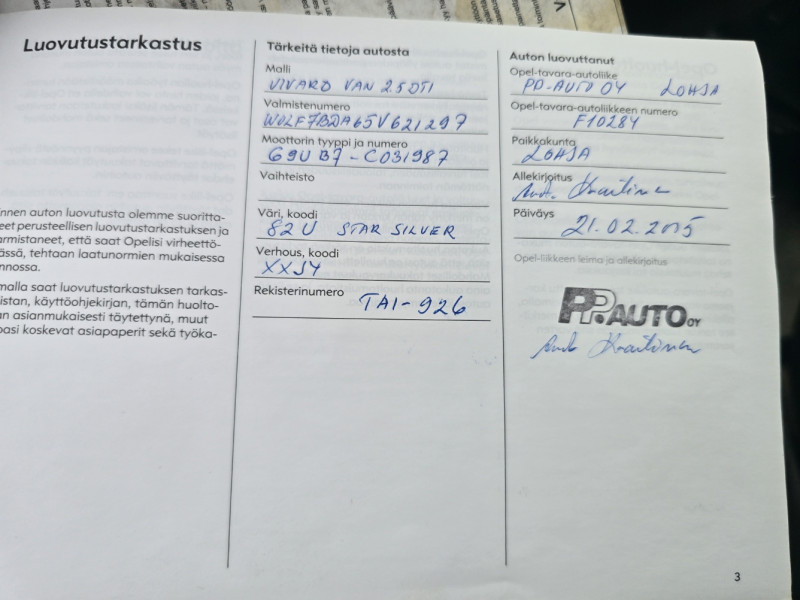 Luovutustarkastus
innen auton luovutusta olemme suoritta-
eet perusteellisen luovutustarkastuksen ja
armistaneet, että saat Opelisi virheettö-
ässä, tehtaan laatunormien mukaisessa
nnossa.
malla saat luovutustarkastuksen tarkas-
istan, käyttöohjekirjan, tämän huolto-
an asianmukaisesti täytettynä, muut
oasi koskevat asiapaperit sekä työka-
Tärkeitä tietoja autosta
Malli
VIVARO VAN 2.5DTI
Valmistenumero
W0LF7BDA65V621297
Moottorin tyyppi ja numero
G9U B7 - C031987
Vaihteisto
Väri, koodi
82U STAR SILVER
Verhous, koodi
XXJY
Rekisterinumero
TAI-926
Auton luovuttanut
Opel-tavara-autoliike
PP-AUTO OY LOHJA
Opel-tavara-autoliikkeen numero
F10284
Paikkakunta
LOHJA
Allekirjoitus
Päiväys
21.02.2005
Opel-liikkeen leima ja allekirjoitus
PP.AUTO OY
3